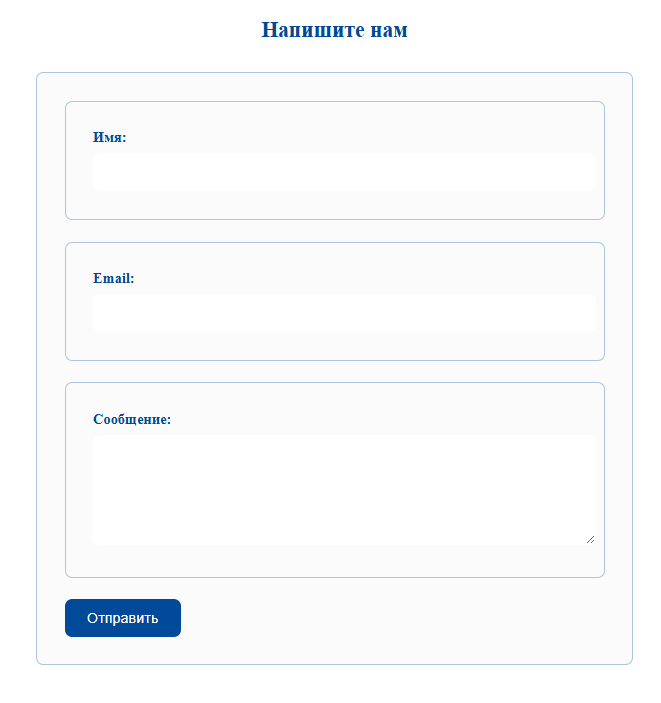 Напишите нам
Имя:
Email:
Сообщение:
Отправить